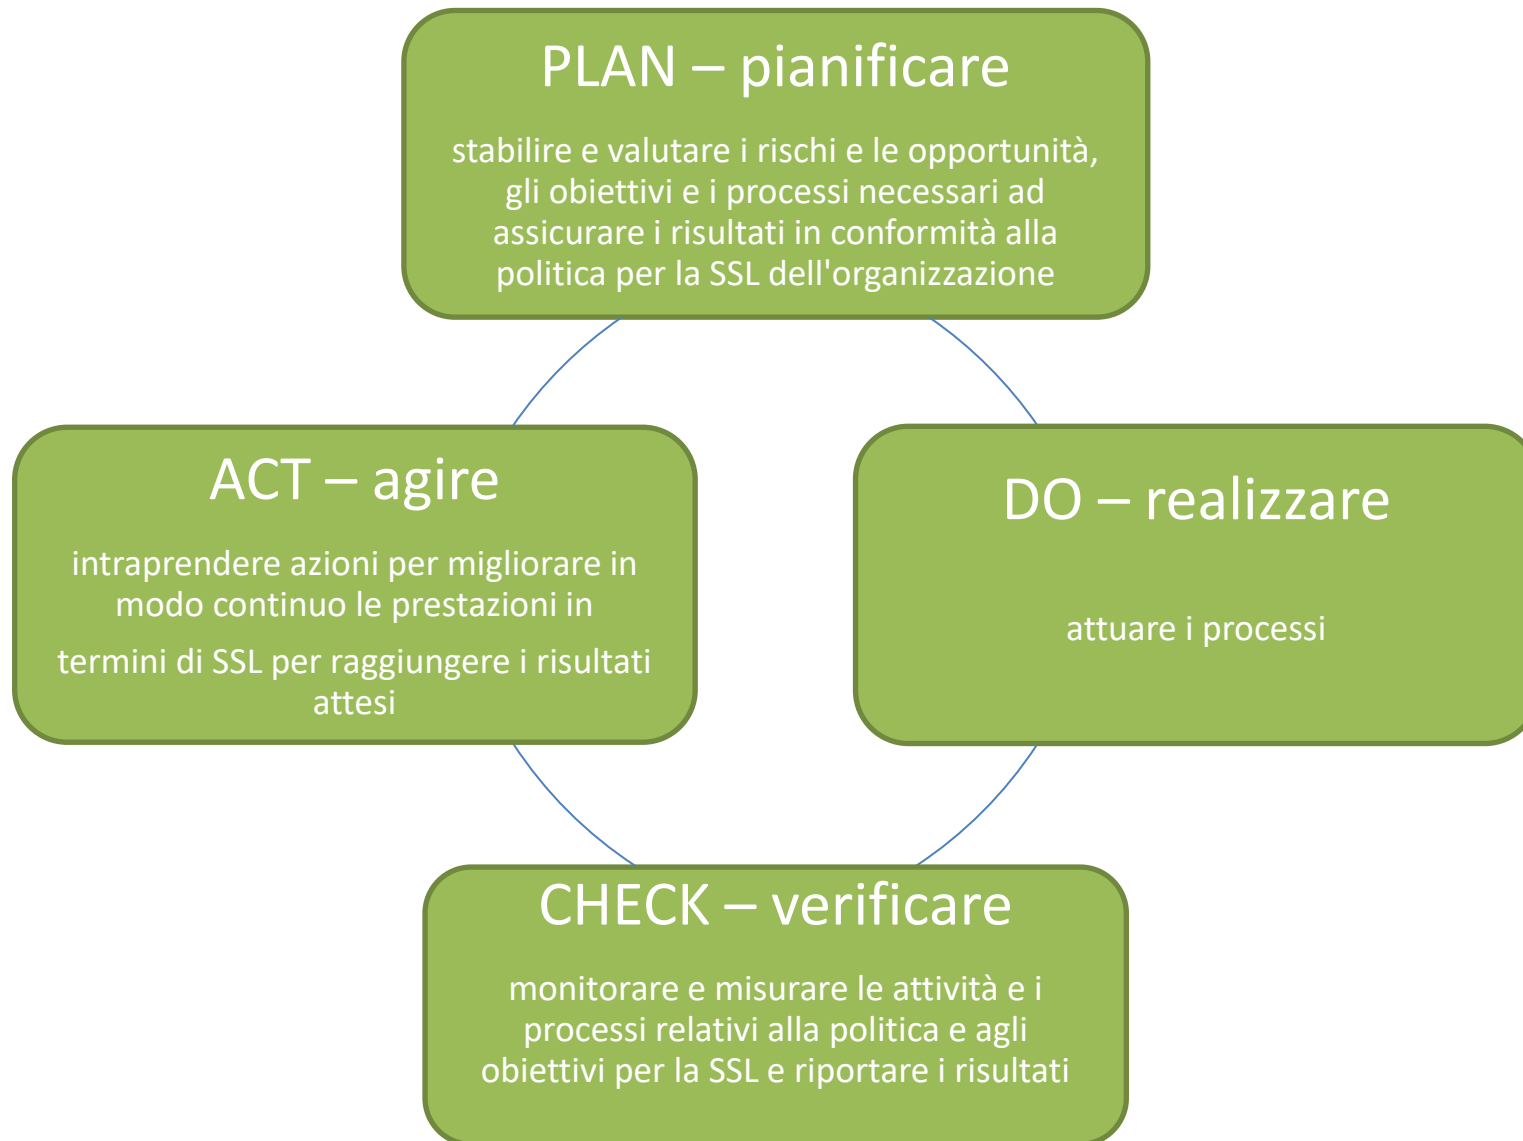 PLAN – pianificare
stabilire e valutare i rischi e le opportunità,
gli obiettivi e i processi necessari ad
assicurare i risultati in conformità alla
politica per la SSL dell'organizzazione
ACT – agire
intraprendere azioni per migliorare in
modo continuo le prestazioni in
termini di SSL per raggiungere i risultati
attesi
DO – realizzare
attuare i processi
CHECK – verificare
monitorare e misurare le attività e i
processi relativi alla politica e agli
obiettivi per la SSL e riportare i risultati